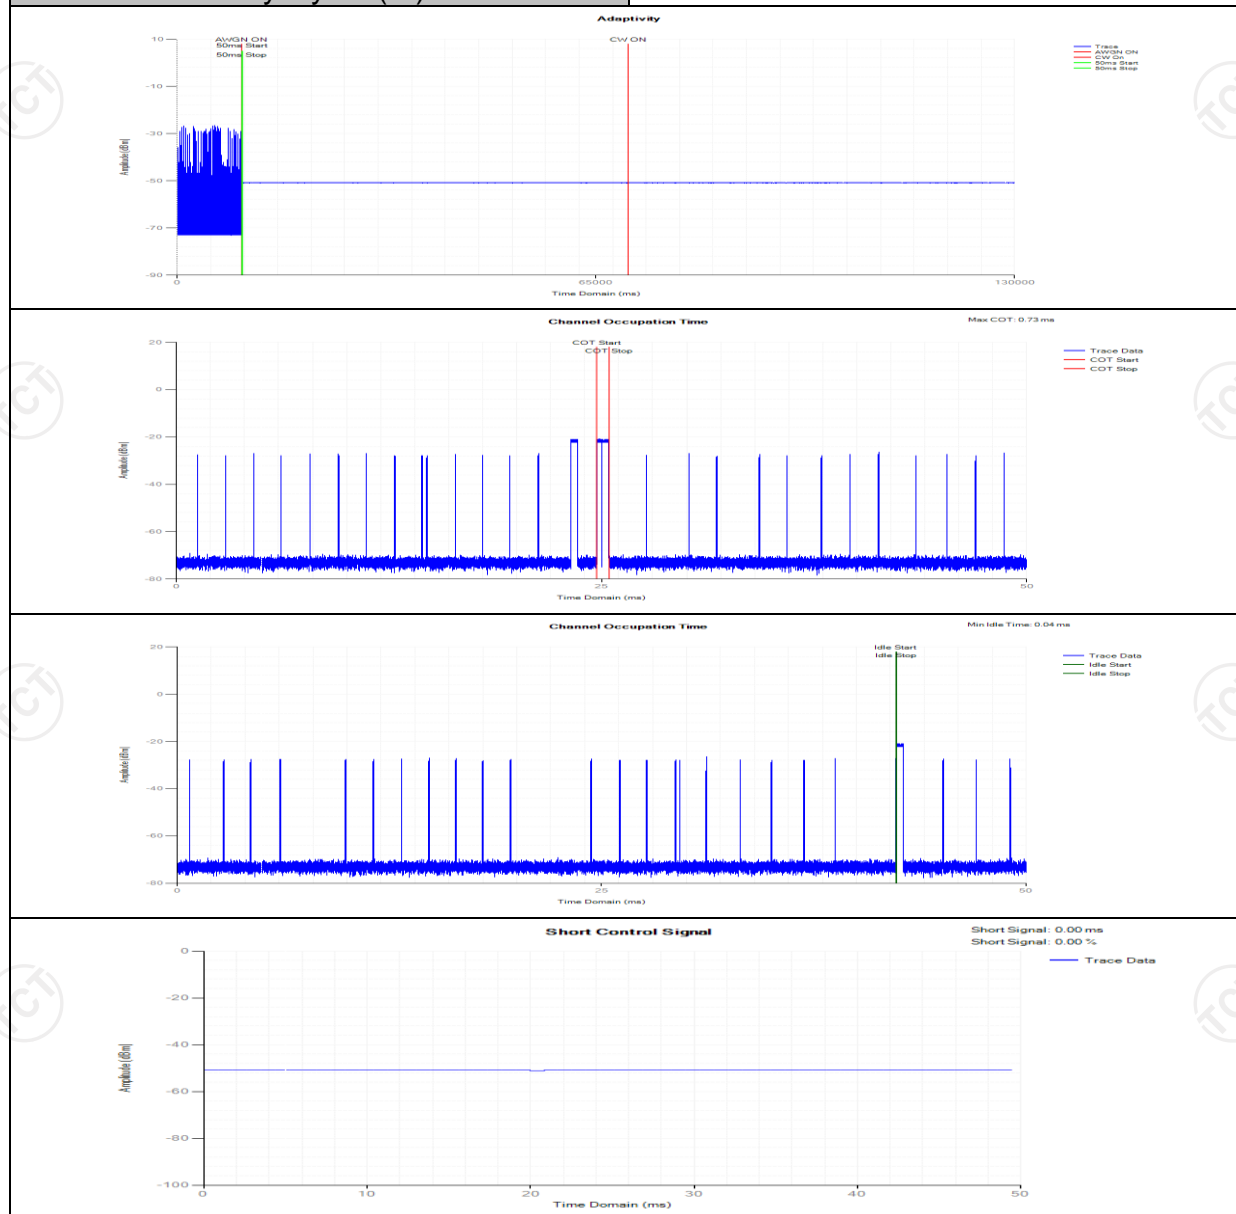 Adaptivity
AWGN ON
50ms Start
50ms Stop
CW ON
Trace
AWGN ON
CW On
50ms Start
50ms Stop
10
-10
-30
-50
-70
-90
Amplitude (dBm)
0
65000
130000
Time Domain (ms)
Channel Occupation Time
Max COT: 0.73 ms
COT Start
COT Stop
Trace Data
COT Start
COT Stop
20
0
-20
-40
-60
-80
Amplitude (dBm)
0
25
50
Time Domain (ms)
Channel Occupation Time
Min Idle Time: 0.04 ms
Idle Start
Idle Stop
Trace Data
Idle Start
Idle Stop
20
0
-20
-40
-60
-80
Amplitude (dBm)
0
25
50
Time Domain (ms)
Short Control Signal
Short Signal: 0.00 ms
Short Signal: 0.00 %
Trace Data
0
-20
-40
-60
-80
-100
Amplitude (dBm)
0
10
20
30
40
50
Time Domain (ms)
TCT
TCT
TCT
TCT